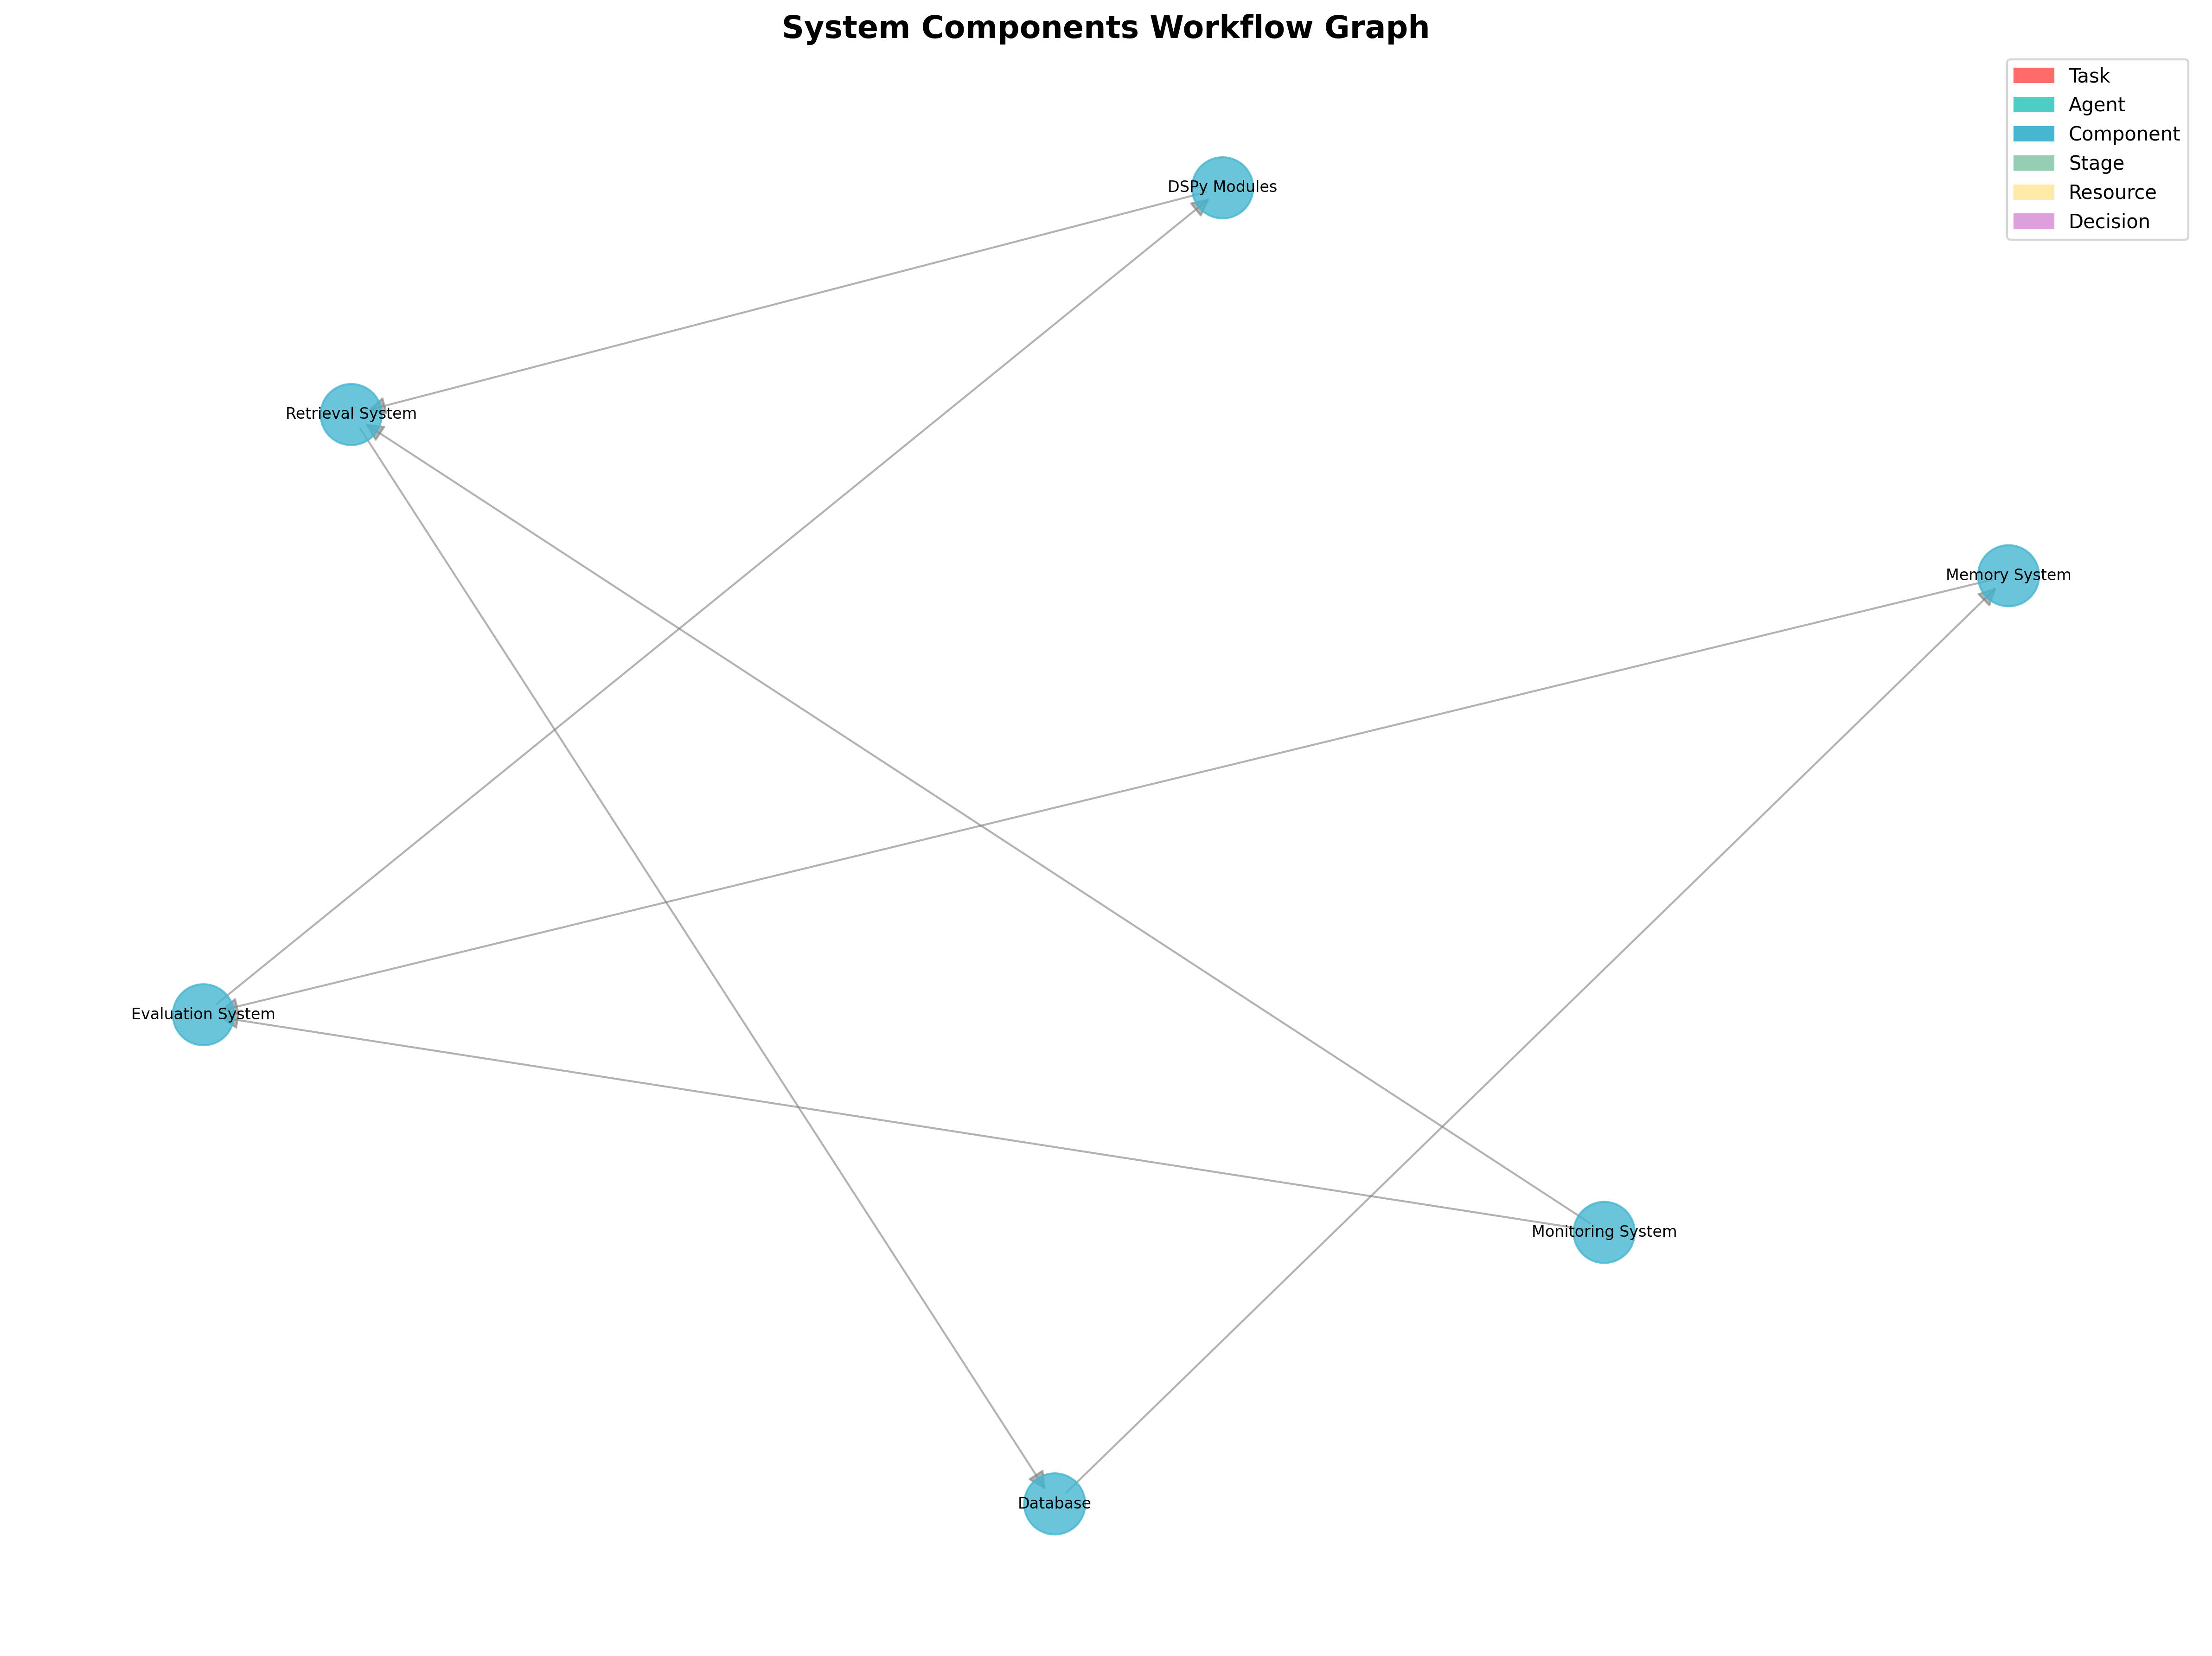 System Components Workflow Graph
Task
Agent
Component
Stage
Resource
Decision
DSPy Modules
Retrieval System
Memory System
Evaluation System
Monitoring System
Database